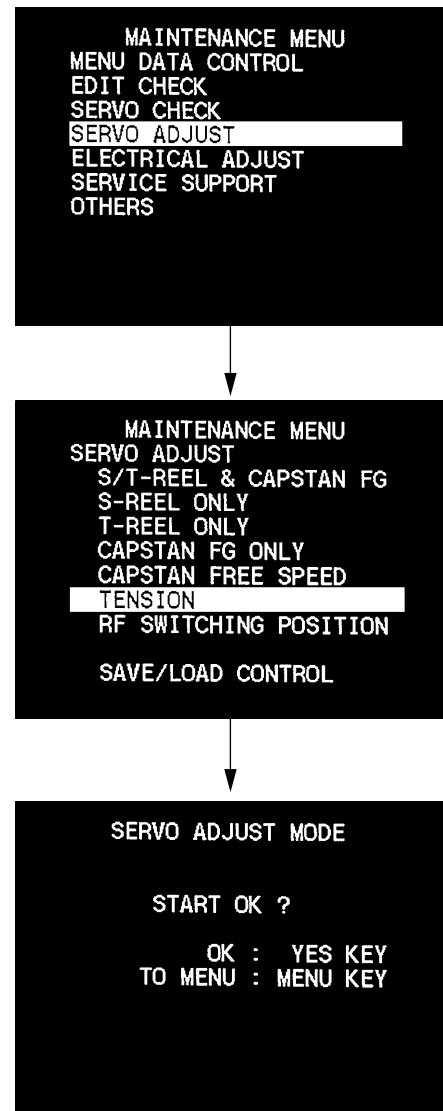 MAINTENANCE MENU
MENU DATA CONTROL
EDIT CHECK
SERVO CHECK
SERVO ADJUST
ELECTRICAL ADJUST
SERVICE SUPPORT
OTHERS
MAINTENANCE MENU
SERVO ADJUST
S/T-REEL & CAPSTAN FG
S-REEL ONLY
T-REEL ONLY
CAPSTAN FG ONLY
CAPSTAN FREE SPEED
TENSION
RF SWITCHING POSITION
SAVE/LOAD CONTROL
SERVO ADJUST MODE
START OK ?
OK : YES KEY
TO MENU : MENU KEY